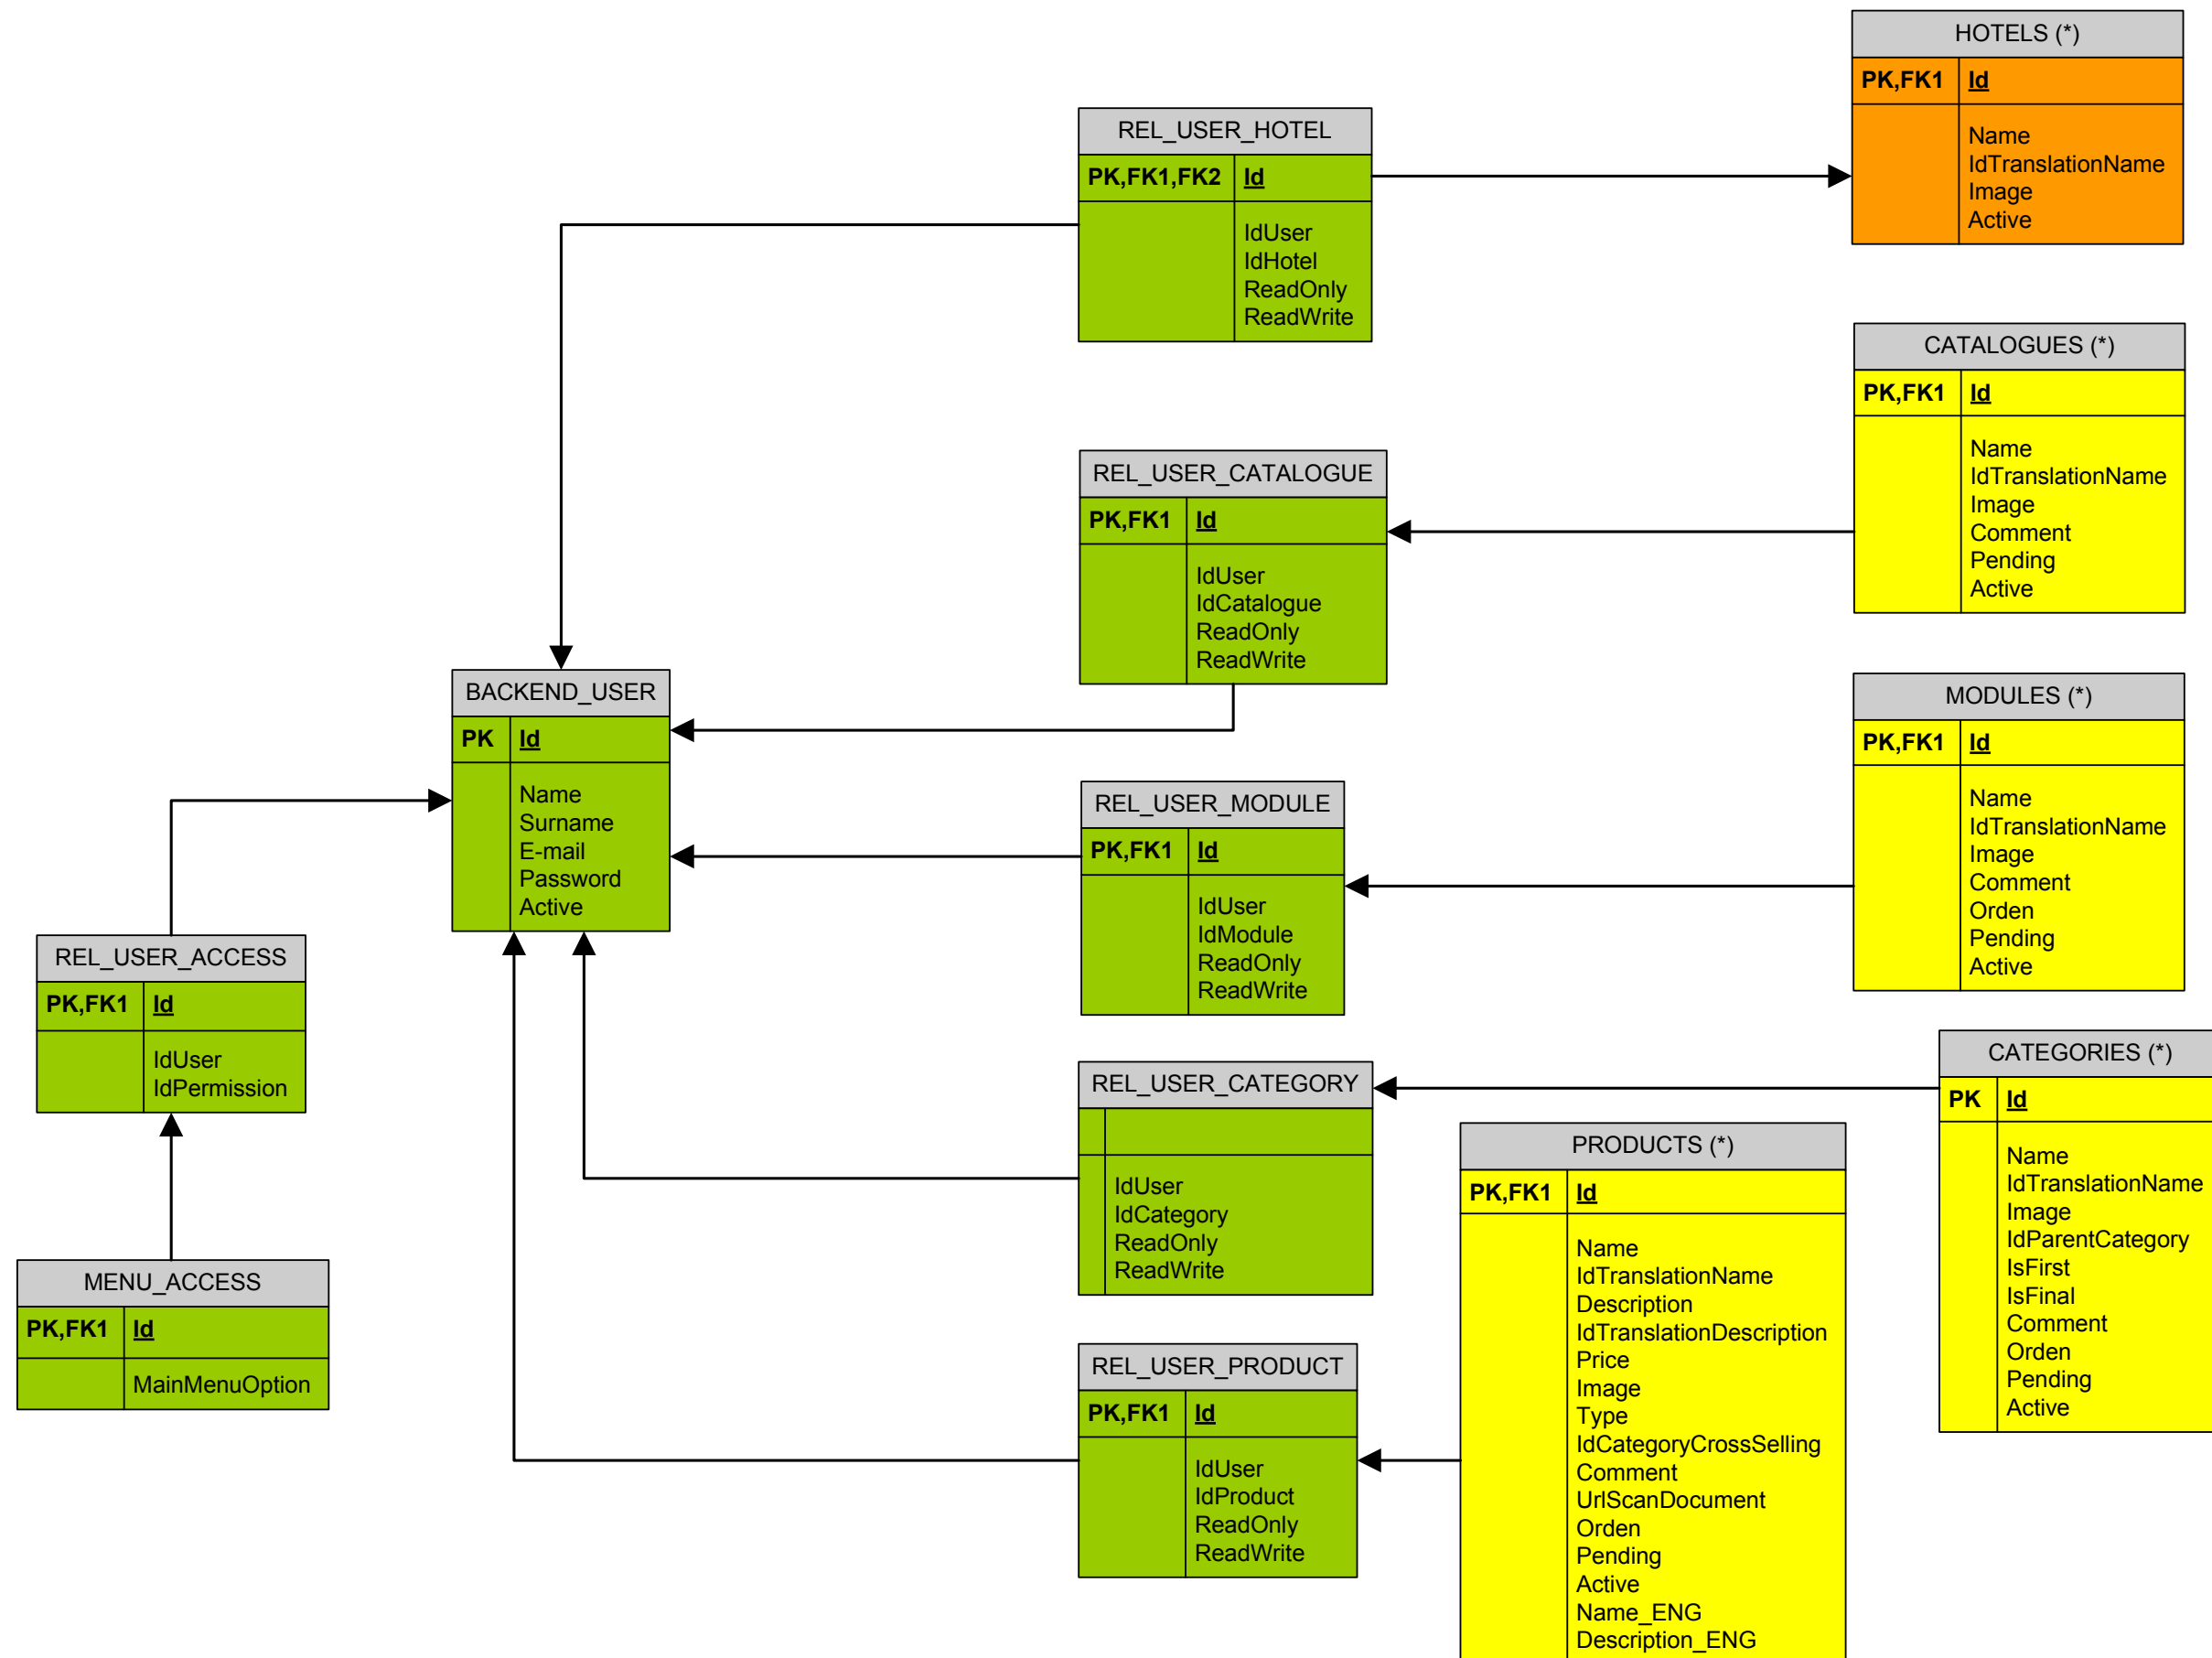 HOTELS (*)
PK,FK1 Id
Name
IdTranslationName
Image
Active
REL_USER_HOTEL
PK,FK1,FK2 Id
IdUser
IdHotel
ReadOnly
ReadWrite
CATALOGUES (*)
PK,FK1 Id
Name
IdTranslationName
Image
Comment
Pending
Active
REL_USER_CATALOGUE
PK,FK1 Id
IdUser
IdCatalogue
ReadOnly
ReadWrite
BACKEND_USER
PK Id
Name
Surname
E-mail
Password
Active
MODULES (*)
PK,FK1 Id
Name
IdTranslationName
Image
Comment
Orden
Pending
Active
REL_USER_MODULE
PK,FK1 Id
IdUser
IdModule
ReadOnly
ReadWrite
REL_USER_ACCESS
PK,FK1 Id
IdUser
IdPermission
CATEGORIES (*)
PK Id
Name
IdTranslationName
Image
IdParentCategory
IsFirst
IsFinal
Comment
Orden
Pending
Active
REL_USER_CATEGORY
IdUser
IdCategory
ReadOnly
ReadWrite
PRODUCTS (*)
PK,FK1 Id
Name
IdTranslationName
Description
IdTranslationDescription
Price
Image
Type
IdCategoryCrossSelling
Comment
UrlScanDocument
Orden
Pending
Active
Name_ENG
Description_ENG
MENU_ACCESS
PK,FK1 Id
MainMenuOption
REL_USER_PRODUCT
PK,FK1 Id
IdUser
IdProduct
ReadOnly
ReadWrite